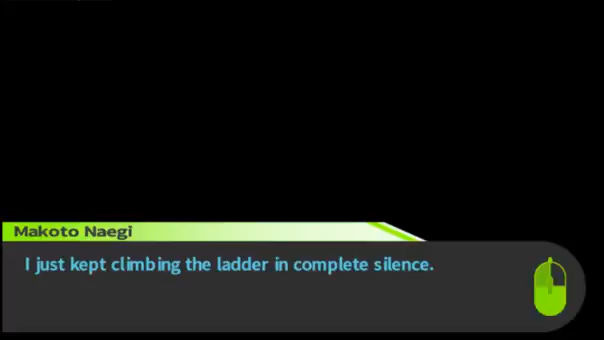 Makoto Naegi
I just kept climbing the ladder in complete silence.